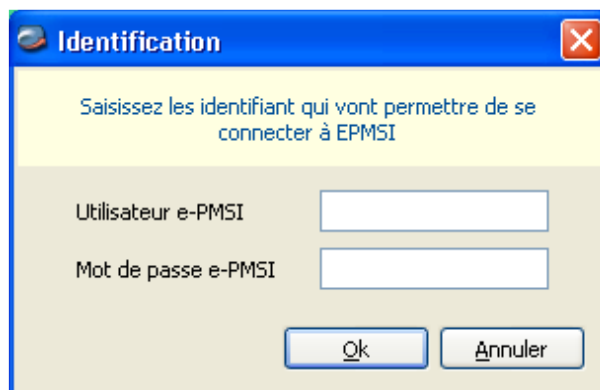 Identification
Saisissez les identifiant qui vont permettre de se
connecter à EPMSI
Utilisateur e-PMSI
Mot de passe e-PMSI
Ok Annuler